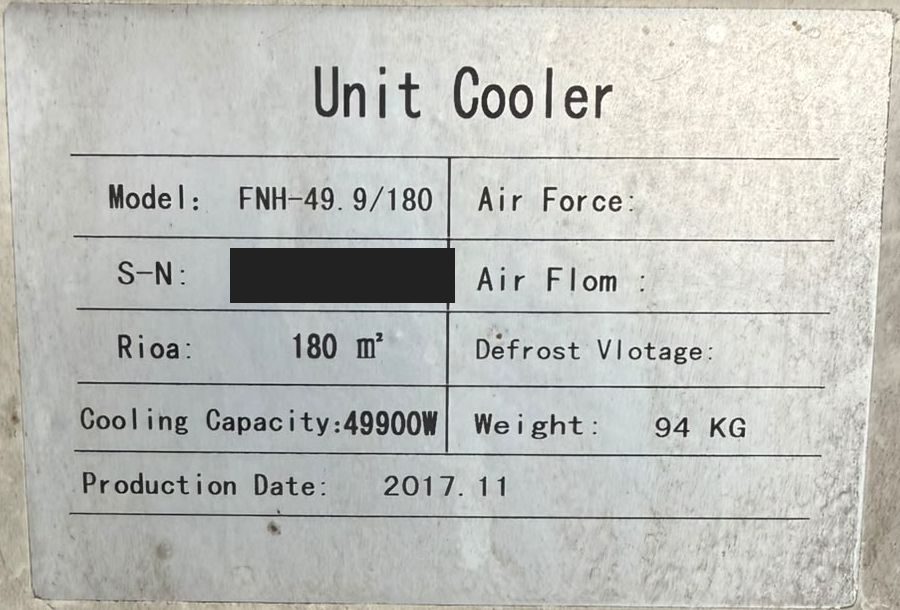 Unit Cooler
Model: FNH-49.9/180
Air Force:
S-N:
Air Flom :
Rioa: 180 m²
Defrost Vlotage:
Cooling Capacity:49900W
Weight: 94 KG
Production Date: 2017.11